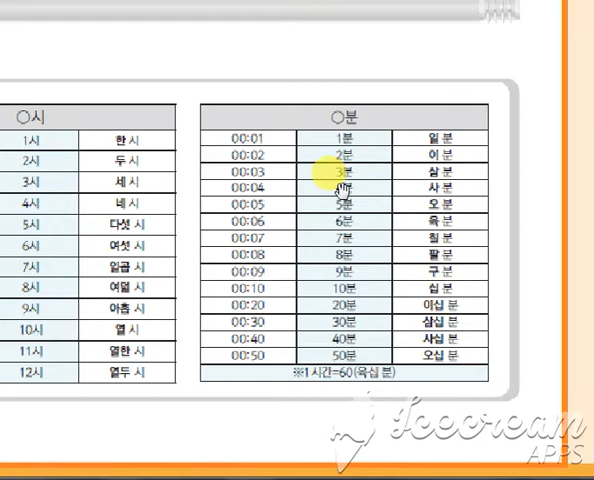 ○시
1시 한 시
2시 두 시
3시 세 시
4시 네 시
5시 다섯 시
6시 여섯 시
7시 일곱 시
8시 여덟 시
9시 아홉 시
10시 열 시
11시 열한 시
12시 열두 시
○분
00:01 1분 일 분
00:02 2분 이 분
00:03 3분 삼 분
00:04 분 사 분
00:05 5분 오 분
00:06 6분 육 분
00:07 7분 칠 분
00:08 8분 팔 분
00:09 9분 구 분
00:10 10분 십 분
00:20 20분 이십 분
00:30 30분 삼십 분
00:40 40분 사십 분
00:50 50분 오십 분
※1시간=60(육십 분)
Icecream
APPS